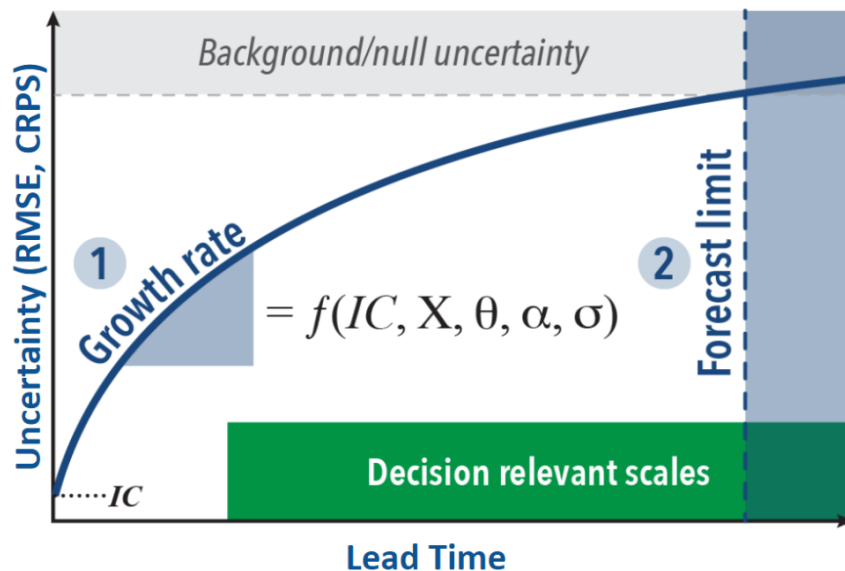 Background/null uncertainty
Uncertainty (RMSE, CRPS)
1
Growth rate
= f(IC, X, θ, α, σ)
2
Forecast limit
Decision relevant scales
IC
Lead Time